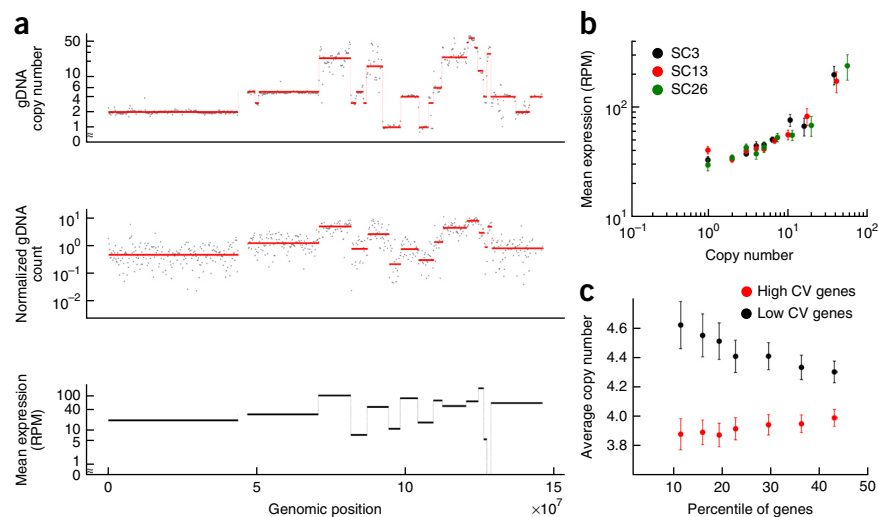 a
gDNA
copy number
50
10
6
4
2
1
0
Normalized gDNA
count
10¹
10⁰
10⁻¹
10⁻²
Mean expression
(RPM)
100
40
10
5
1
0
0
5
10
15
Genomic position
×10⁷
b
SC3
SC13
SC26
Mean expression (RPM)
10²
10¹
10⁻¹
10⁰
10¹
10²
Copy number
c
High CV genes
Low CV genes
Average copy number
4.6
4.4
4.2
4.0
3.8
10
20
30
40
50
Percentile of genes